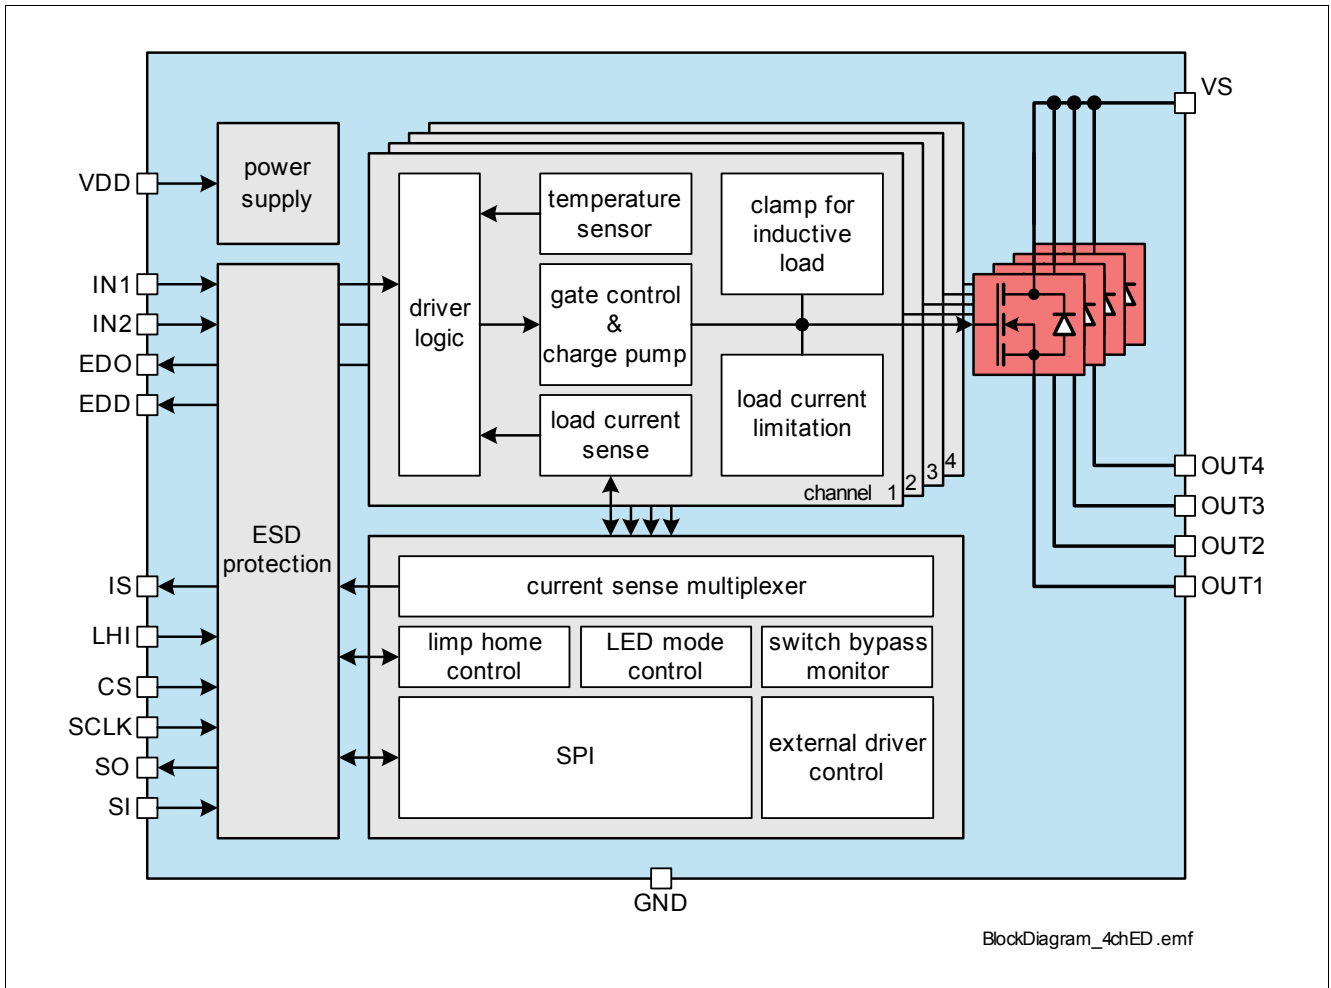 VS
VDD
power
supply
temperature
sensor
clamp for
inductive
load
IN1
IN2
EDO
EDD
driver
logic
gate control
&
charge pump
load current
sense
load current
limitation
channel 1
2
3
4
OUT4
OUT3
OUT2
OUT1
ESD
protection
IS
LHI
CS
SCLK
SO
SI
current sense multiplexer
limp home
control
LED mode
control
switch bypass
monitor
SPI
external driver
control
GND
BlockDiagram_4chED.emf